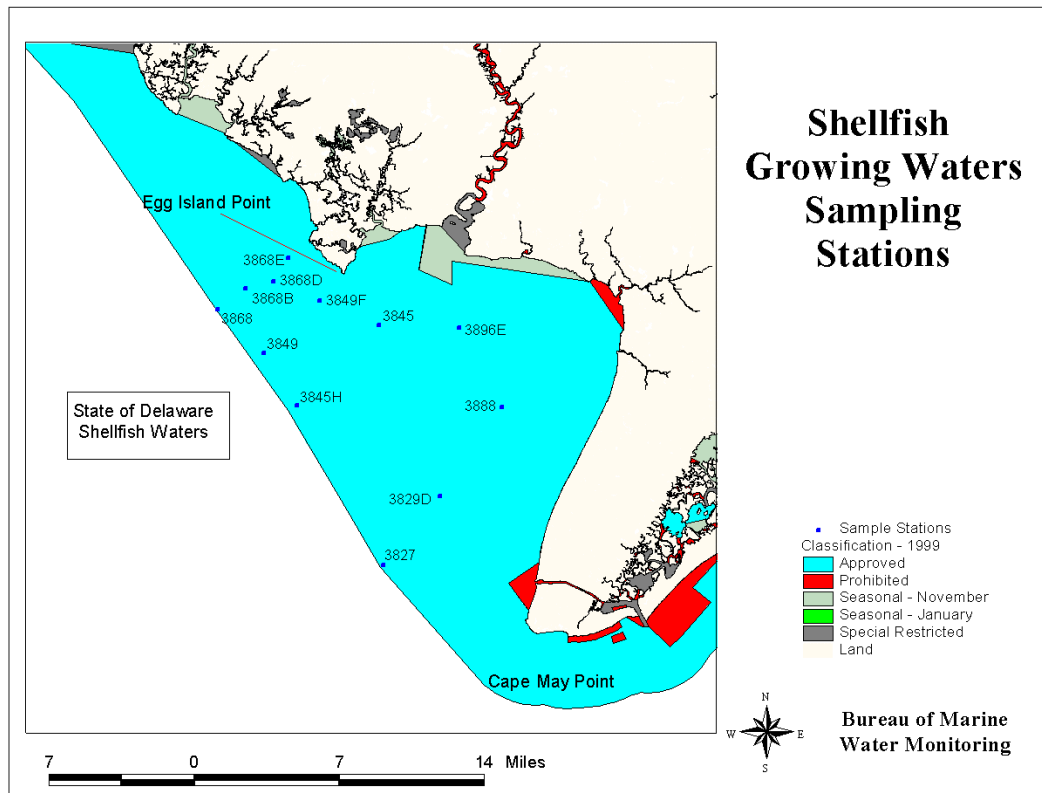 Shellfish
Growing Waters
Sampling
Stations
Egg Island Point
3868E
3868D
3868B
3849F
3868
3845
3896E
3849
3845H
3888
State of Delaware
Shellfish Waters
3829D
3827
Cape May Point
Sample Stations
Classification - 1999
Approved
Prohibited
Seasonal - November
Seasonal - January
Special Restricted
Land
N
W
E
S
Bureau of Marine
Water Monitoring
7 0 7 14 Miles